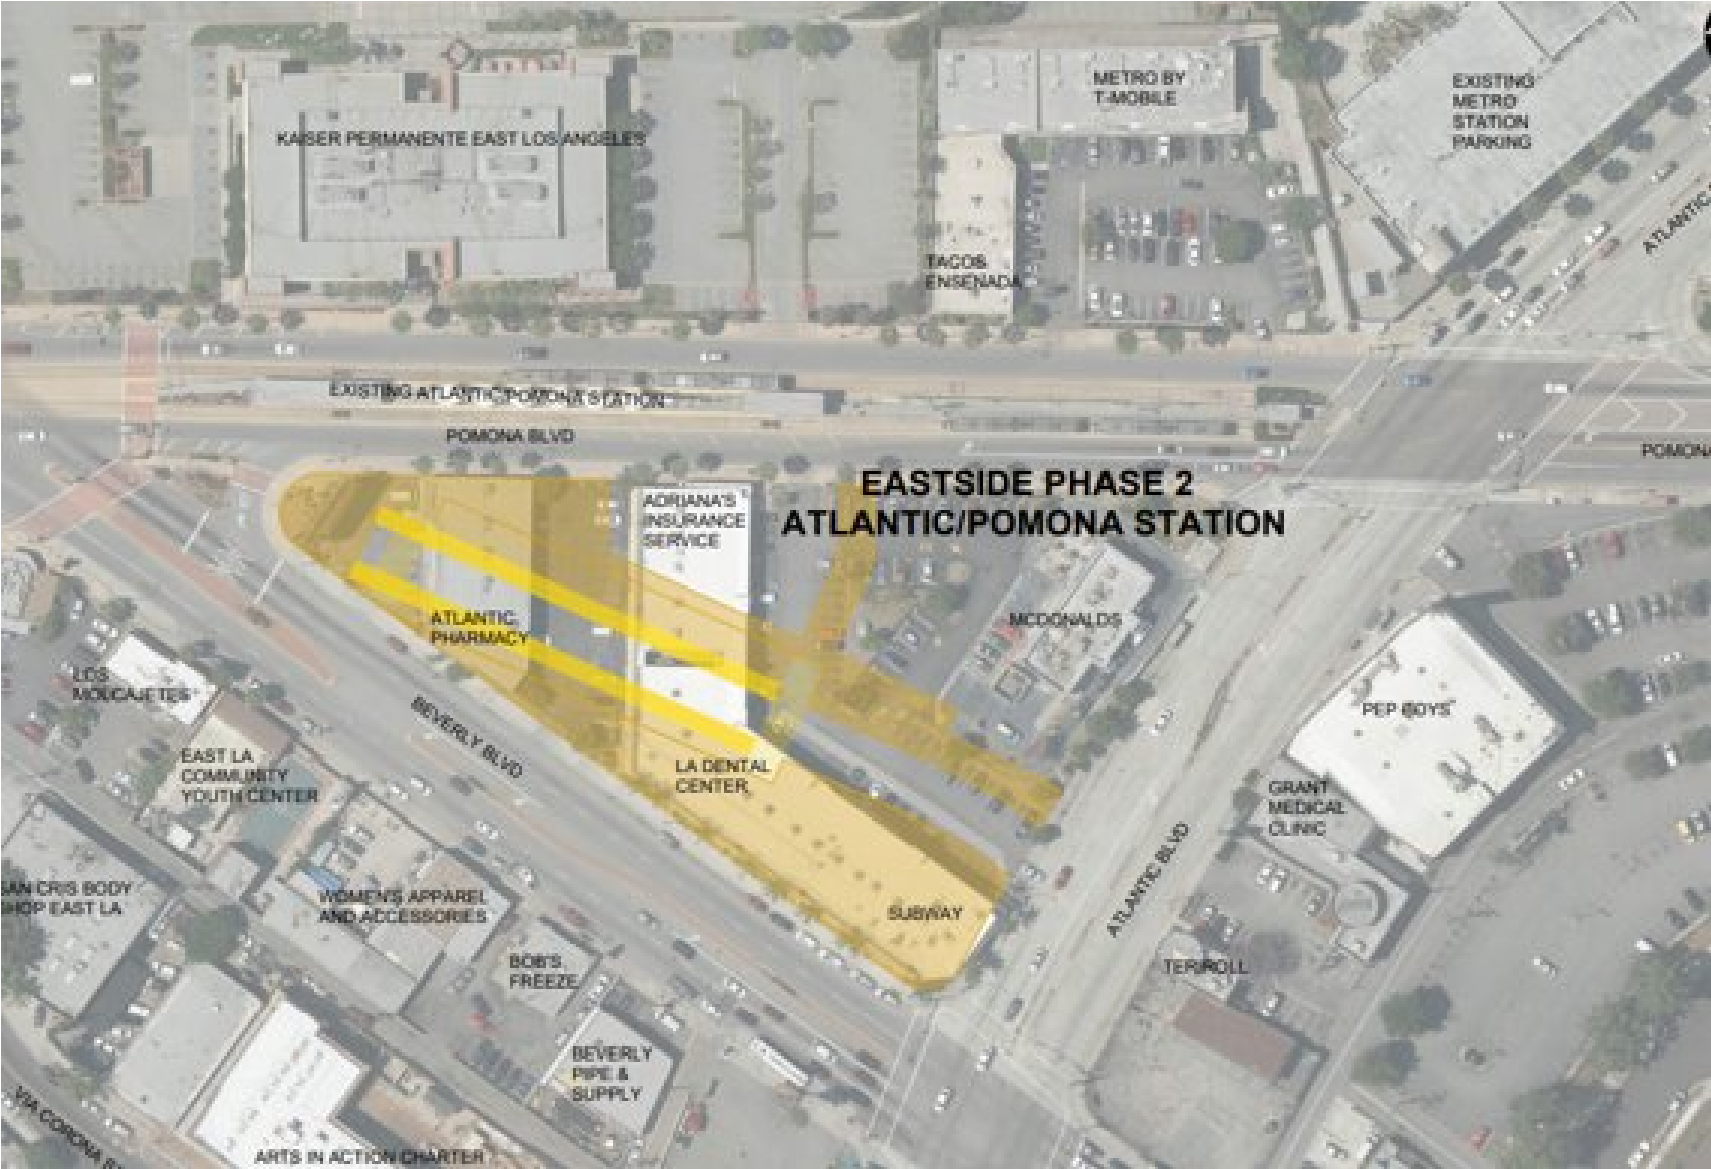 METRO BY
T-MOBILE
EXISTING
METRO
STATION
PARKING
KAISER PERMANENTE EAST LOS ANGELES
TACOS
ENSENADA
EXISTING ATLANTIC/POMONA STATION
POMONA BLVD
EASTSIDE PHASE 2
ATLANTIC/POMONA STATION
ADRIANA'S
INSURANCE
SERVICE
MCDONALDS
ATLANTIC
PHARMACY
LOS
MOLCAJETES
BEVERLY BLVD
PEP BOYS
EAST LA
COMMUNITY
YOUTH CENTER
LA DENTAL
CENTER
GRANT
MEDICAL
CLINIC
ATLANTIC BLVD
SAN CRIS BODY
SHOP EAST LA
WOMEN'S APPAREL
AND ACCESSORIES
SUBWAY
BOB'S
FREEZE
TERIROLL
BEVERLY
PIPE &
SUPPLY
VIA CORONA
ARTS IN ACTION CHARTER
ATLANTIC
POMONA